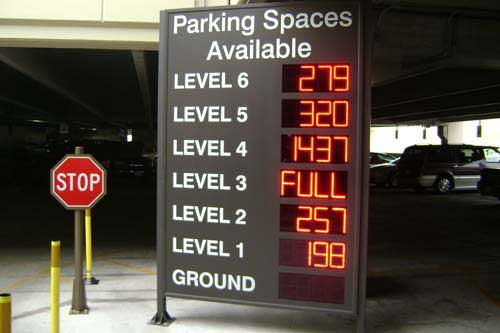 Parking Spaces
Available
LEVEL 6 279
LEVEL 5 320
LEVEL 4 1437
LEVEL 3 FULL
LEVEL 2 257
LEVEL 1 198
GROUND
STOP